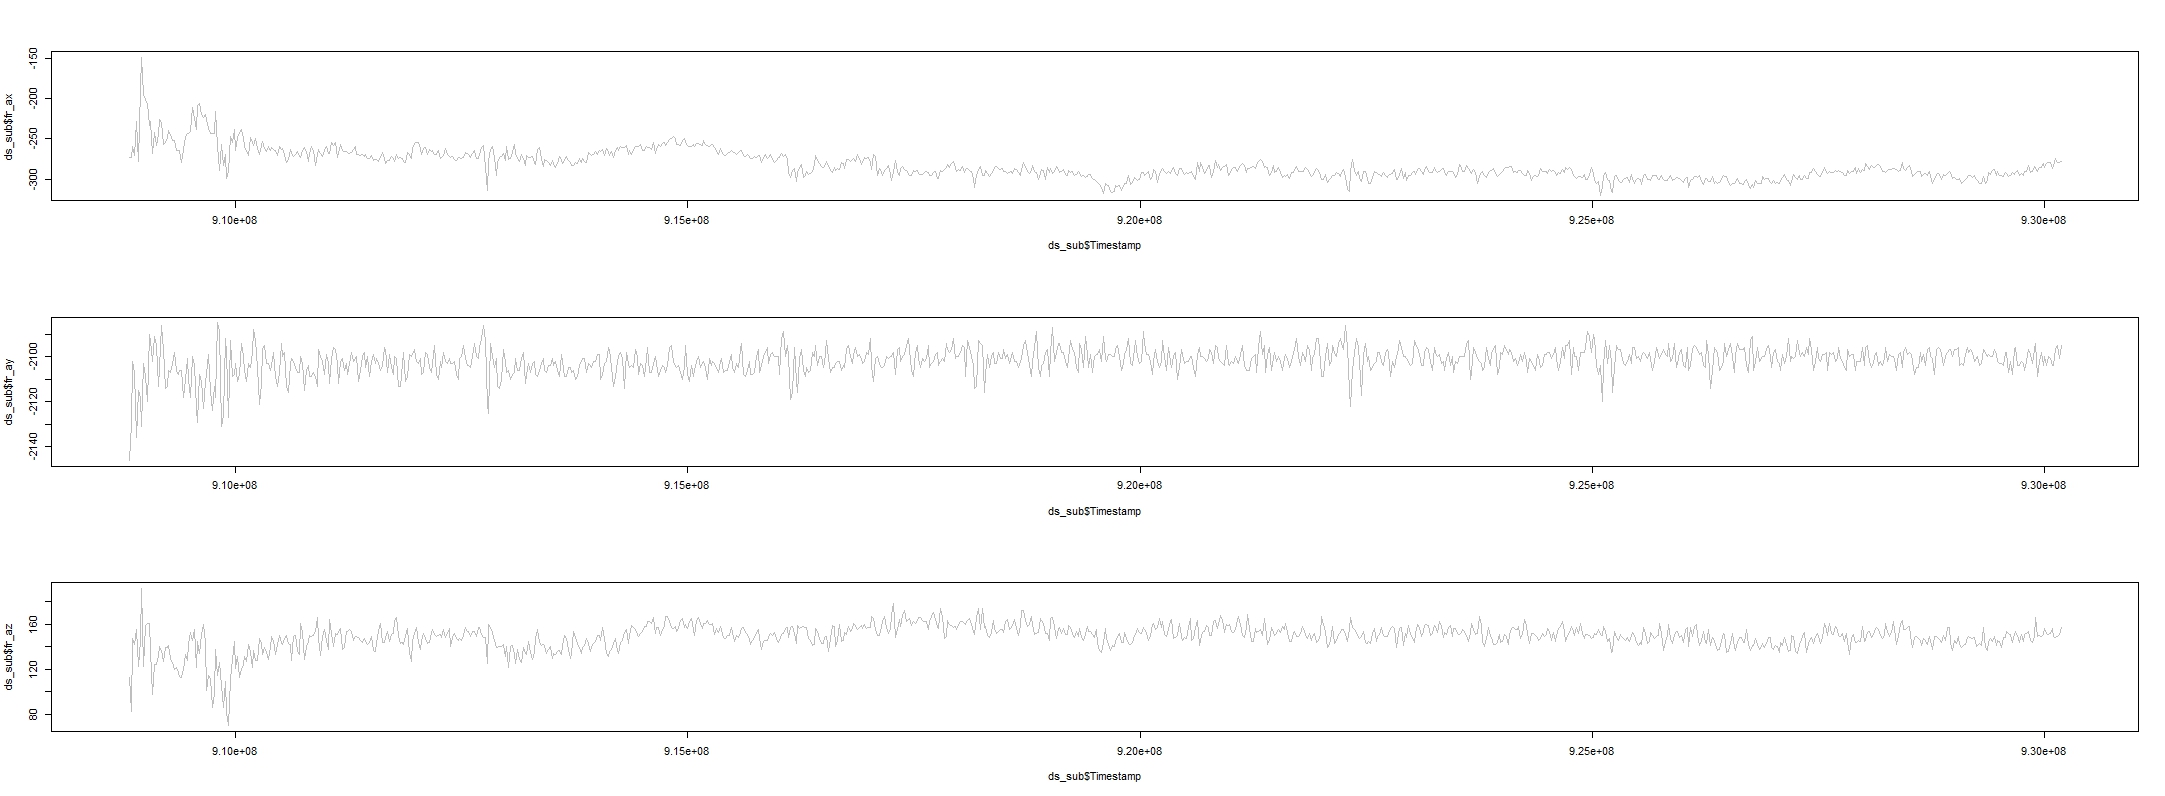 ds_sub$fr_ax
-150
-200
-250
-300
9.10e+08 9.15e+08 9.20e+08 9.25e+08 9.30e+08
ds_sub$Timestamp
ds_sub$fr_ay
-2100
-2120
-2140
9.10e+08 9.15e+08 9.20e+08 9.25e+08 9.30e+08
ds_sub$Timestamp
ds_sub$fr_az
160
120
80
9.10e+08 9.15e+08 9.20e+08 9.25e+08 9.30e+08
ds_sub$Timestamp